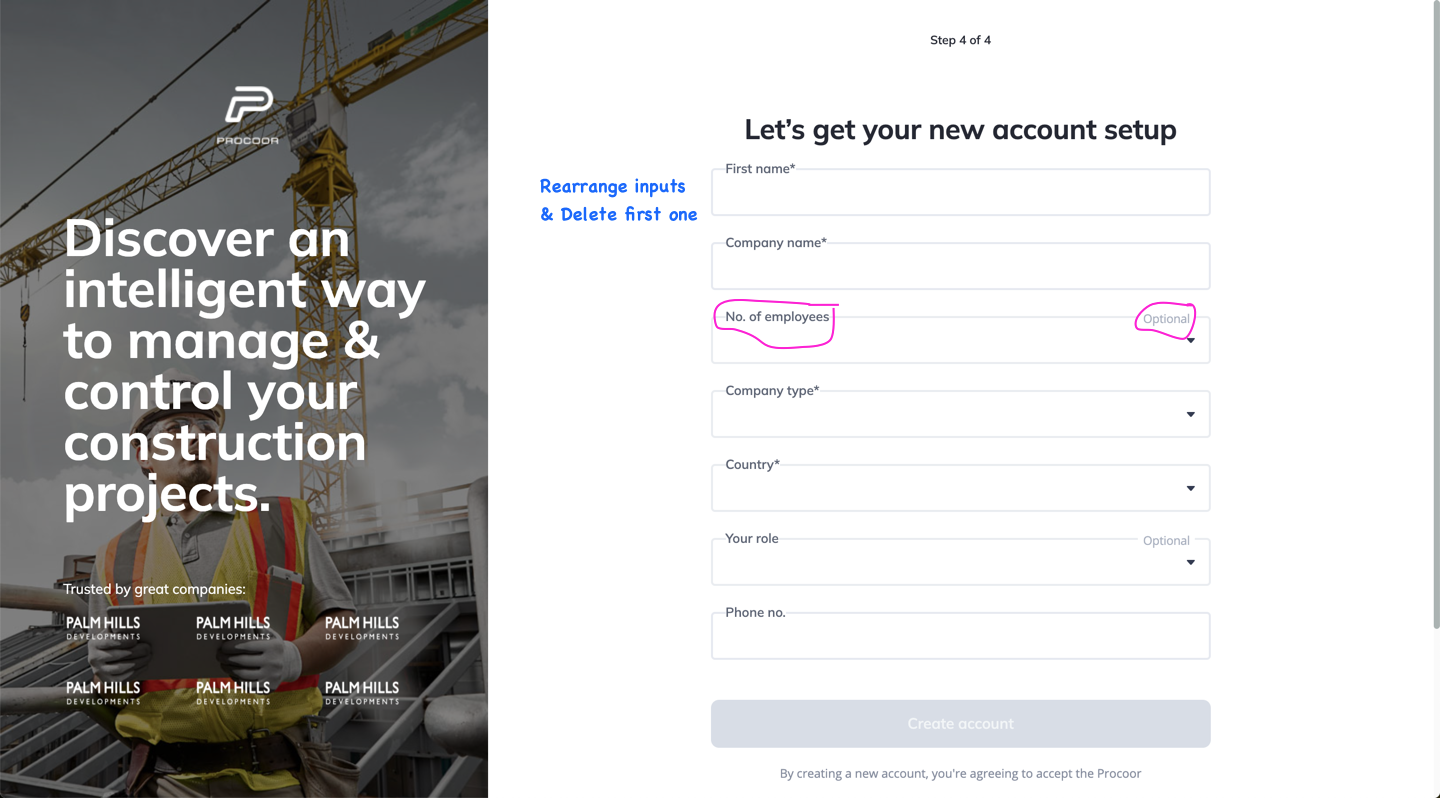 PROCOOR
Discover an
intelligent way
to manage &
control your
construction
projects.
Trusted by great companies:
PALM HILLS PALM HILLS PALM HILLS
DEVELOPMENTS DEVELOPMENTS DEVELOPMENTS
PALM HILLS PALM HILLS PALM HILLS
DEVELOPMENTS DEVELOPMENTS DEVELOPMENTS
Step 4 of 4
Let’s get your new account setup
Rearrange inputs
& Delete first one
First name*
Company name*
No. of employees Optional
Company type*
Country*
Your role Optional
Phone no.
Create account
By creating a new account, you're agreeing to accept the Procoor